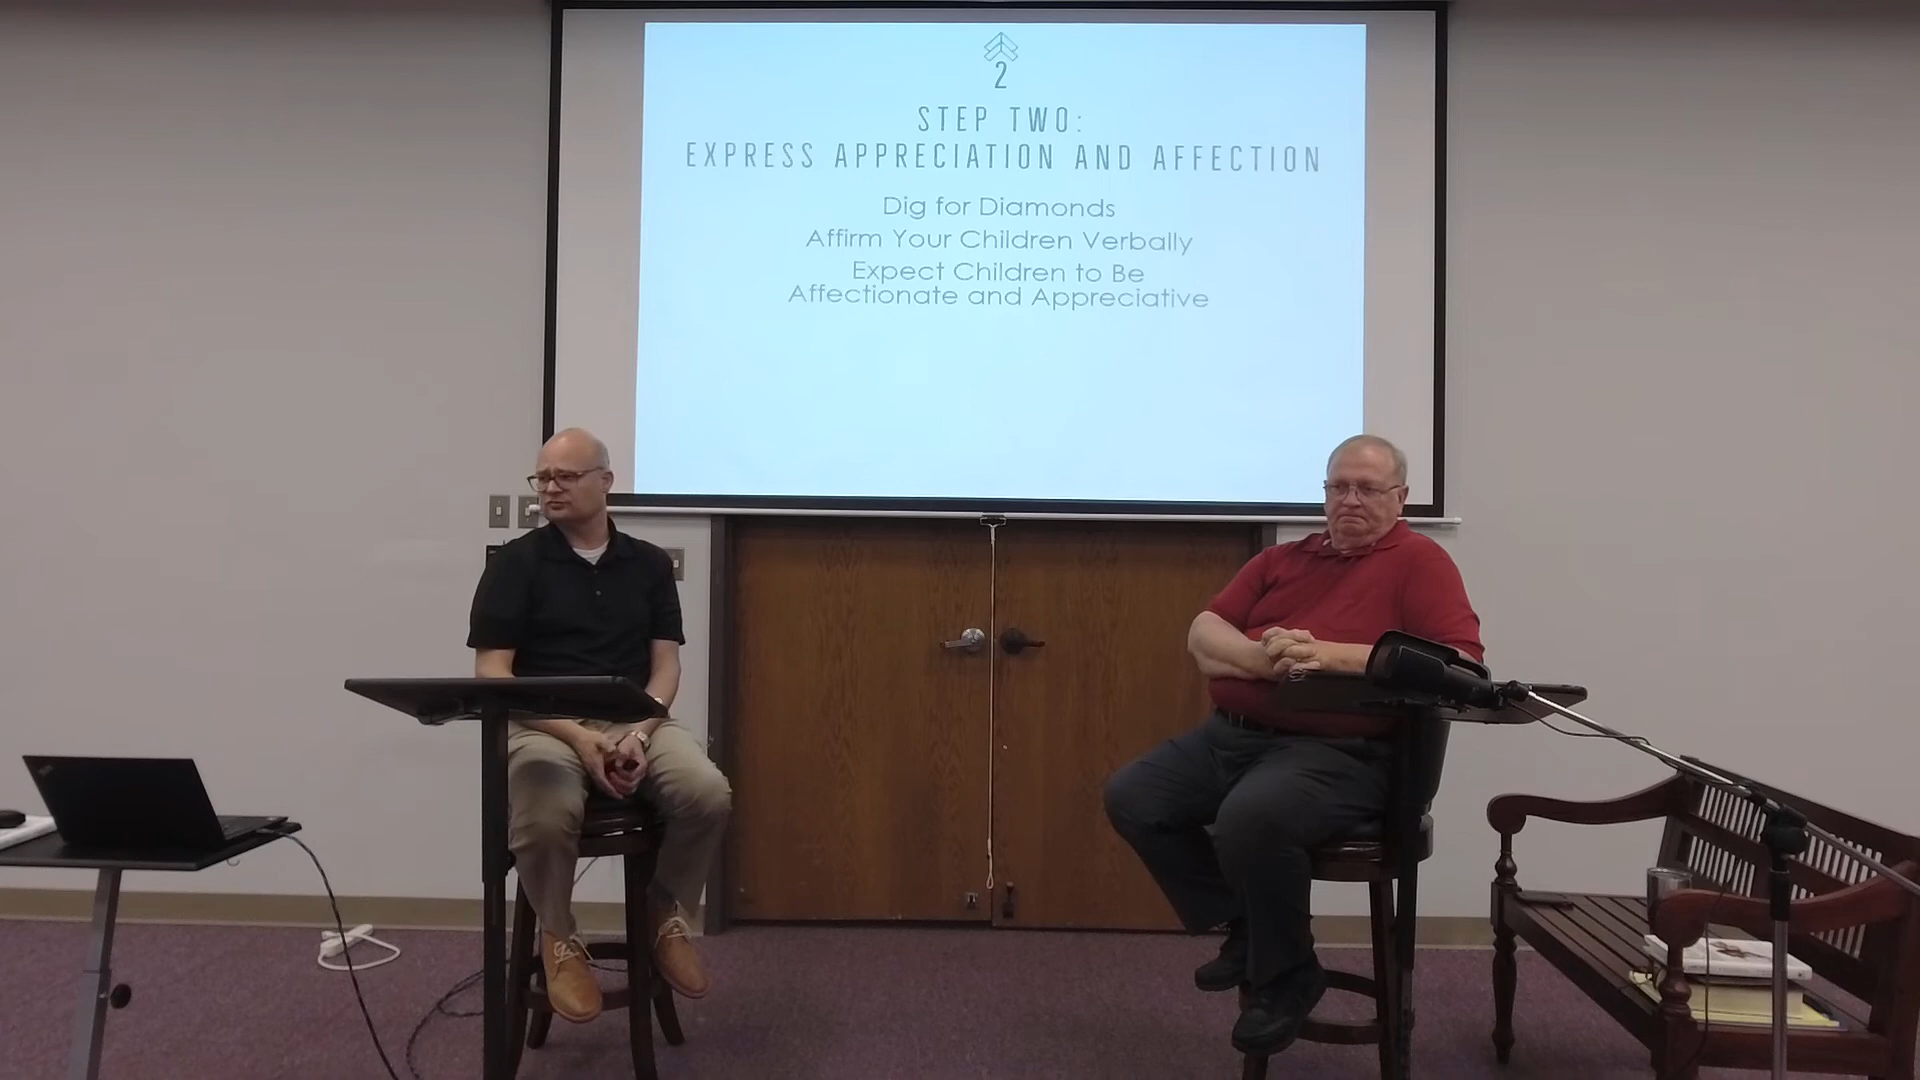 2
STEP TWO:
EXPRESS APPRECIATION AND AFFECTION
Dig for Diamonds
Affirm Your Children Verbally
Expect Children to Be
Affectionate and Appreciative